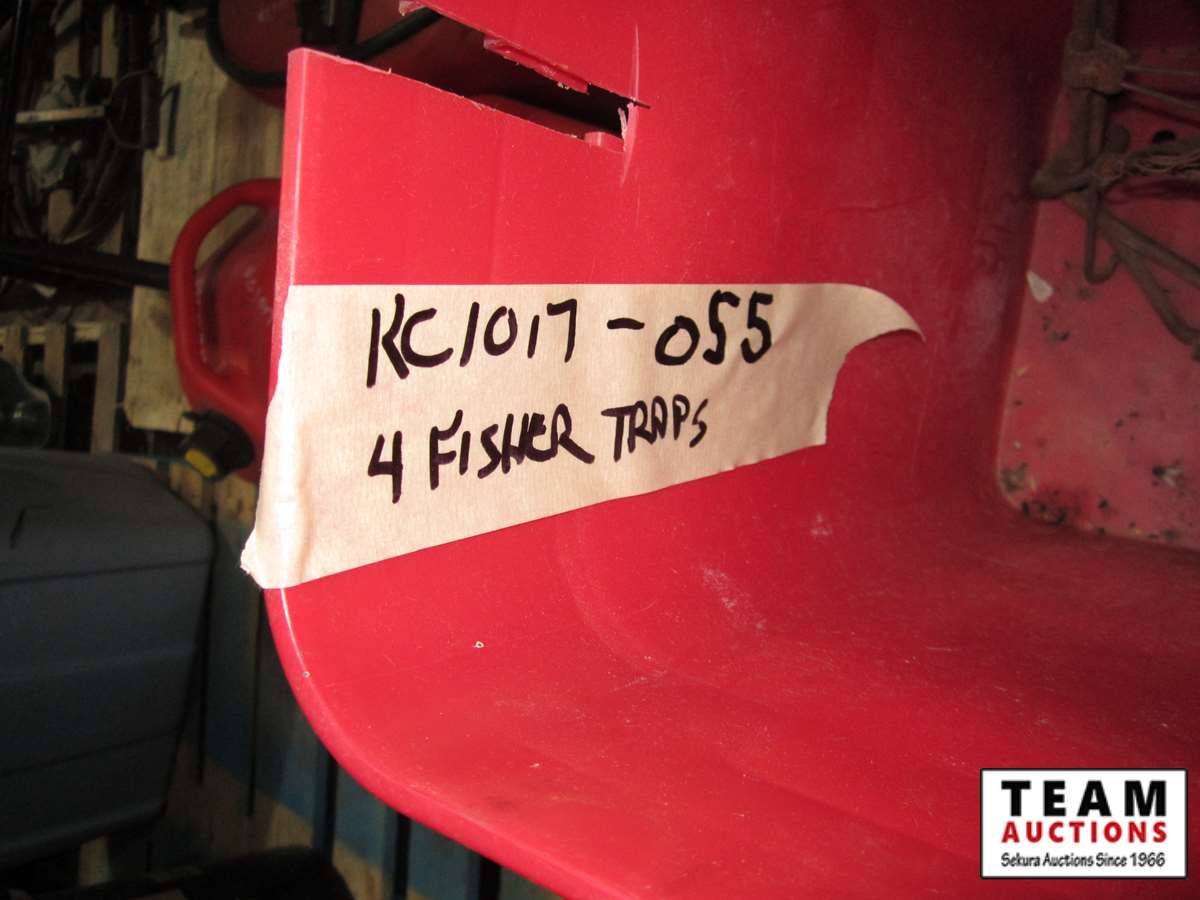 KC1017-055
4 FISHER TRAPS
TEAM
AUCTIONS
Sekura Auctions Since 1966